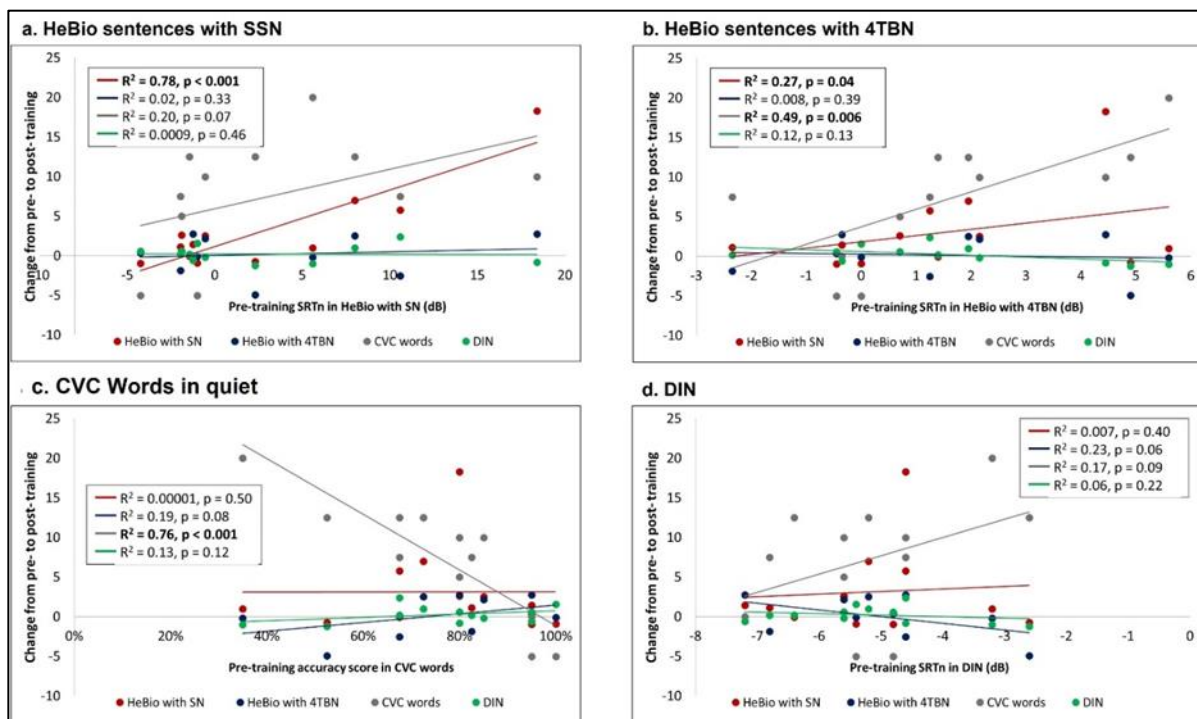 a. HeBio sentences with SSN
25
20
15
10
5
0
-5
-10
Change from pre- to post- training
R² = 0.78, p < 0.001
R² = 0.02, p = 0.33
R² = 0.20, p = 0.07
R² = 0.0009, p = 0.46
-10 -5 0 5 10 15 20
Pre-training SRTn in HeBio with SN (dB)
HeBio with SN HeBio with 4TBN CVC words DIN
b. HeBio sentences with 4TBN
25
20
15
10
5
0
-5
-10
Change from pre- to post- training
R² = 0.27, p = 0.04
R² = 0.008, p = 0.39
R² = 0.49, p = 0.006
R² = 0.12, p = 0.13
-3 -2 -1 0 1 2 3 4 5 6
Pre-training SRTn in HeBio with 4TBN (dB)
HeBio with SN HeBio with 4TBN CVC words DIN
c. CVC Words in quiet
25
20
15
10
5
0
-5
-10
Change from pre- to post- training
R² = 0.00001, p = 0.50
R² = 0.19, p = 0.08
R² = 0.76, p < 0.001
R² = 0.13, p = 0.12
0% 20% 40% 60% 80% 100%
Pre-training accuracy score in CVC words
HeBio with SN HeBio with 4TBN CVC words DIN
d. DIN
25
20
15
10
5
0
-5
-10
Change from pre- to post- training
R² = 0.007, p = 0.40
R² = 0.23, p = 0.06
R² = 0.17, p = 0.09
R² = 0.06, p = 0.22
-8 -7 -6 -5 -4 -3 -2 -1 0
Pre-training SRTn in DIN (dB)
HeBio with SN HeBio with 4TBN CVC words DIN